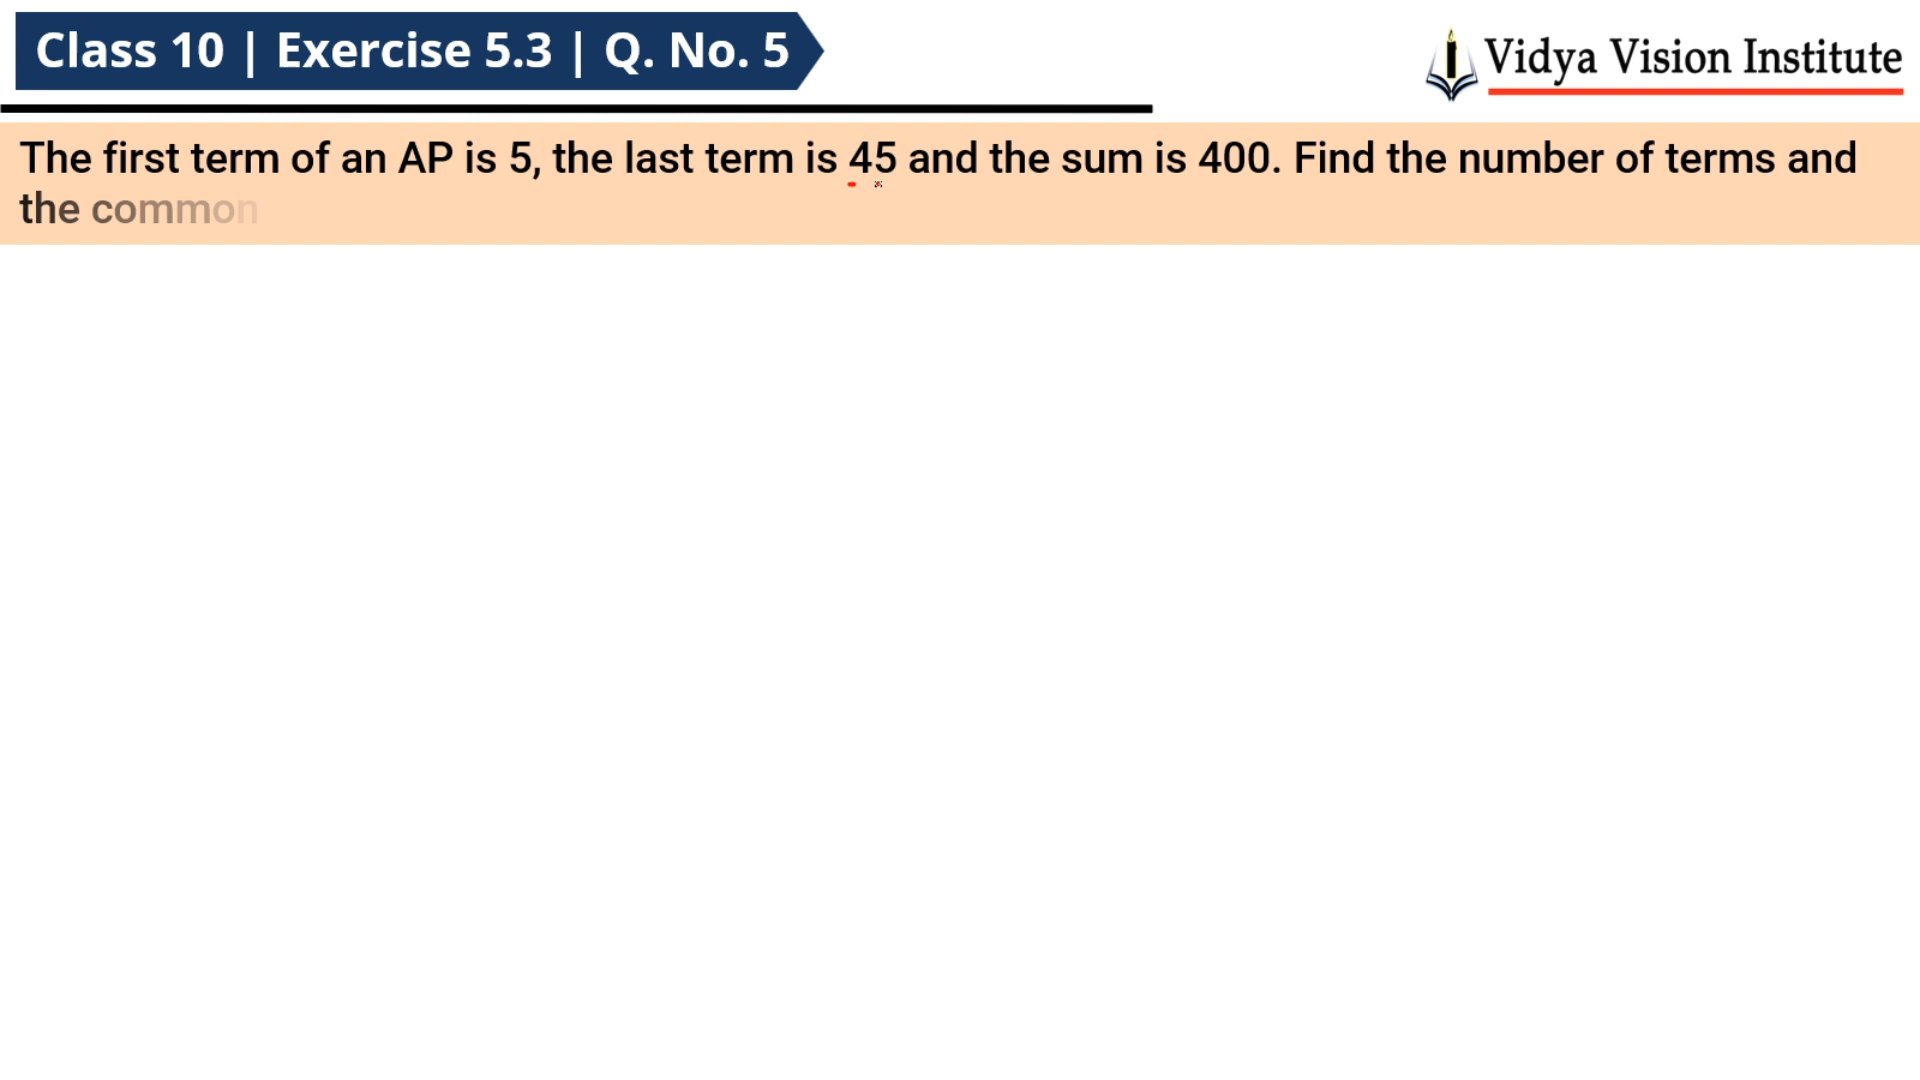 Class 10 | Exercise 5.3 | Q. No. 5
Vidya Vision Institute
The first term of an AP is 5, the last term is 45 and the sum is 400. Find the number of terms and
the common